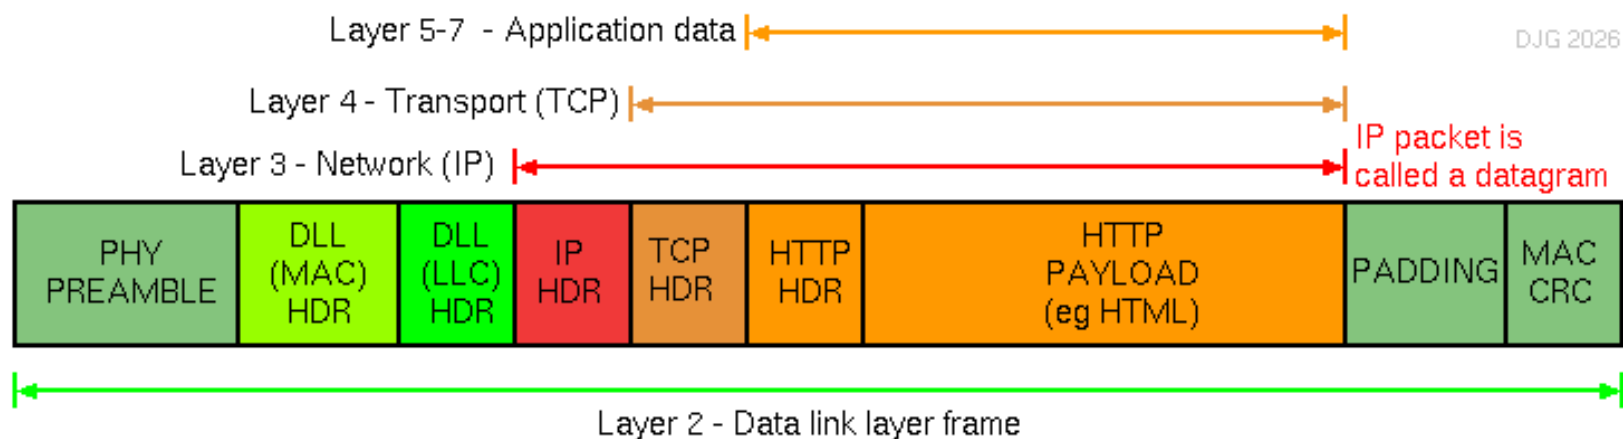 Layer 5-7 - Application data
DJG 2026
Layer 4 - Transport (TCP)
Layer 3 - Network (IP)
IP packet is
called a datagram
PHY
PREAMBLE
DLL
(MAC)
HDR
DLL
(LLC)
HDR
IP
HDR
TCP
HDR
HTTP
HDR
HTTP
PAYLOAD
(eg HTML)
PADDING
MAC
CRC
Layer 2 - Data link layer frame